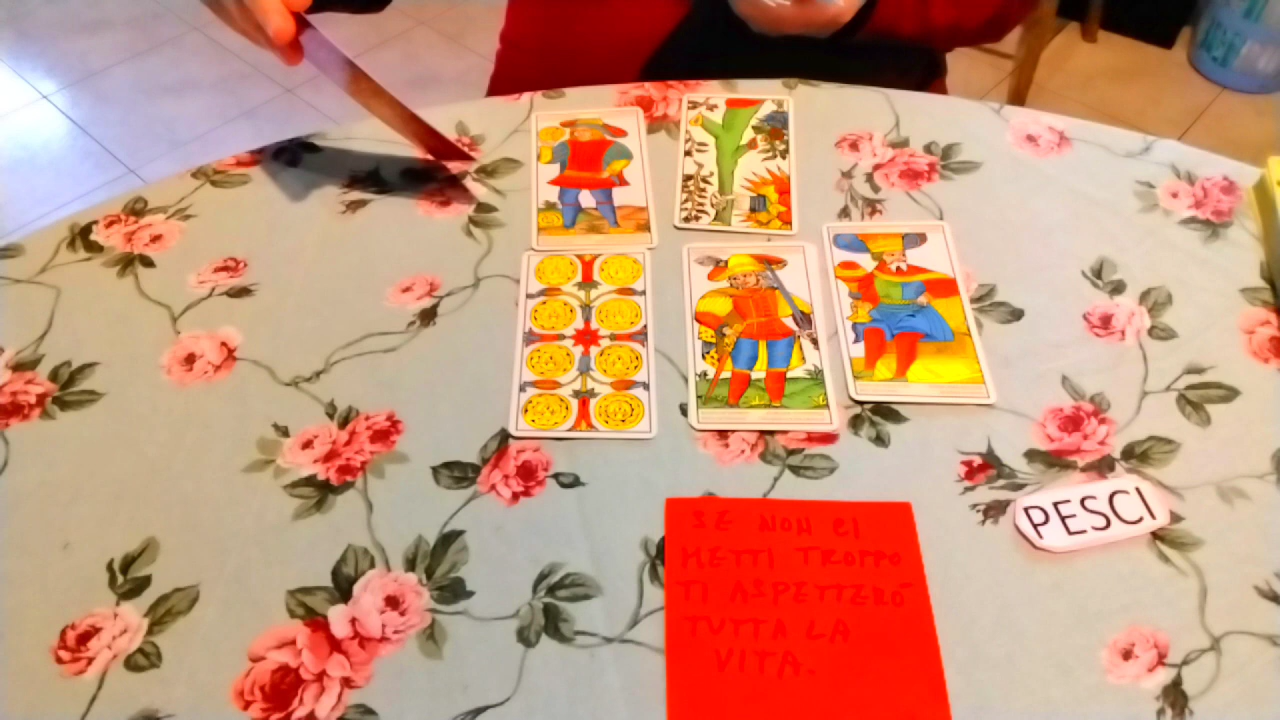 PESCI
SE NON CI
METTI TROPPO
TI ASPETTERÒ
TUTTA LA
VITA.